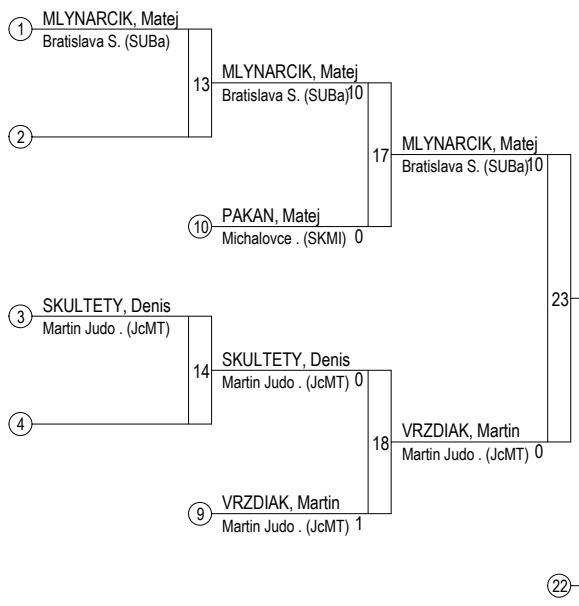 1 MLYNARCIK, Matej
Bratislava S. (SUBa)
13
MLYNARCIK, Matej
Bratislava S. (SUBa) 10
2
17
MLYNARCIK, Matej
Bratislava S. (SUBa) 10
10 PAKAN, Matej
Michalovce . (SKMI) 0
23
3 SKULTETY, Denis
Martin Judo . (JcMT)
14
SKULTETY, Denis
Martin Judo . (JcMT) 0
4
18
VRZDIAK, Martin
Martin Judo . (JcMT) 0
9 VRZDIAK, Martin
Martin Judo . (JcMT) 1
22